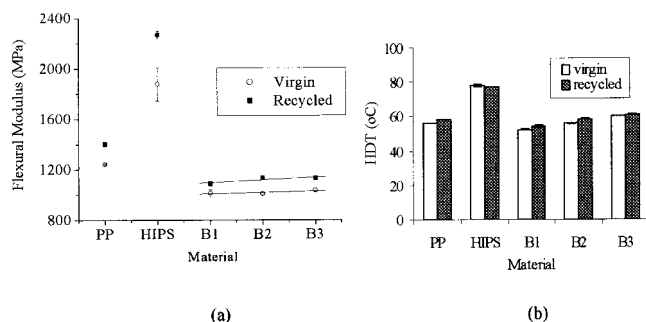 Flexural Modulus (MPa)
2400
2000
1600
1200
800
Virgin
Recycled
PP HIPS B1 B2 B3
Material
(a)
HDT (oC)
100
80
60
40
20
0
virgin
recycled
PP HIPS B1 B2 B3
Material
(b)